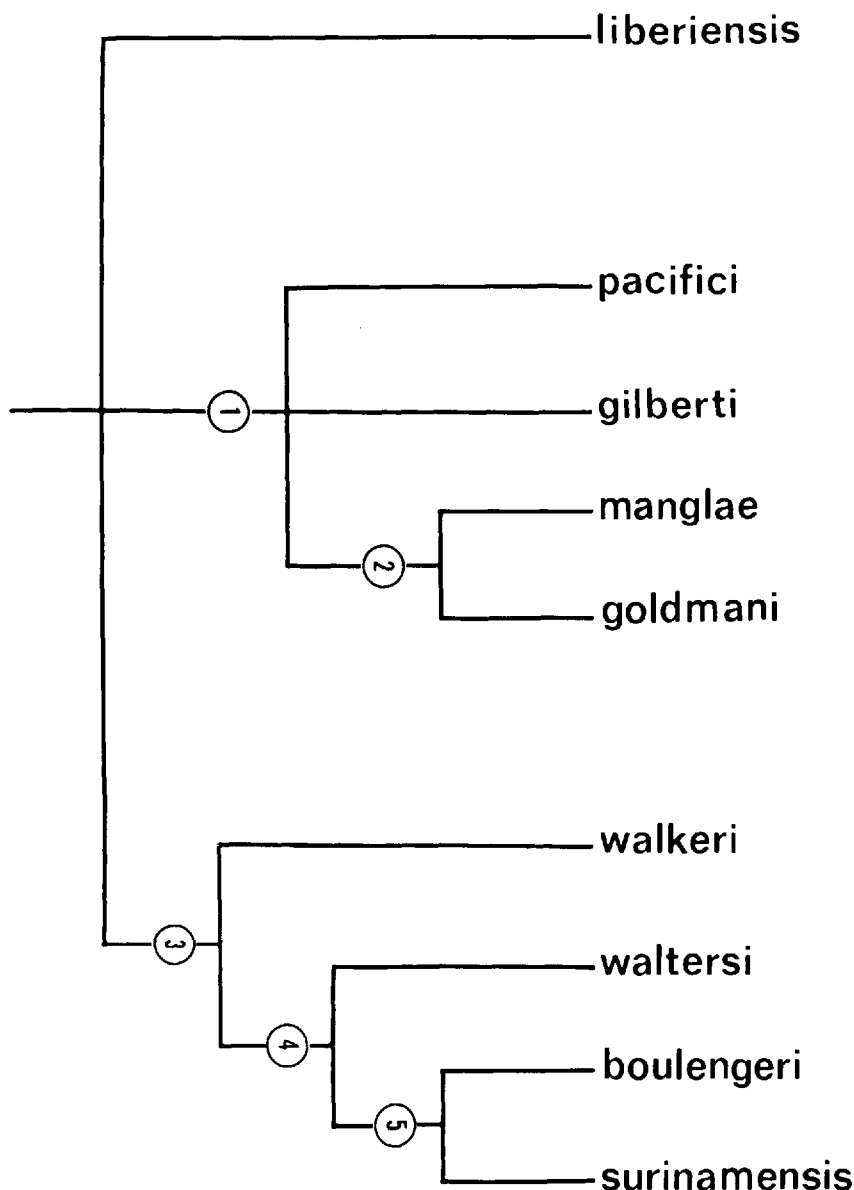 liberiensis
pacifici
1
gilberti
manglae
2
goldmani
walkeri
3
waltersi
4
boulengeri
5
surinamensis